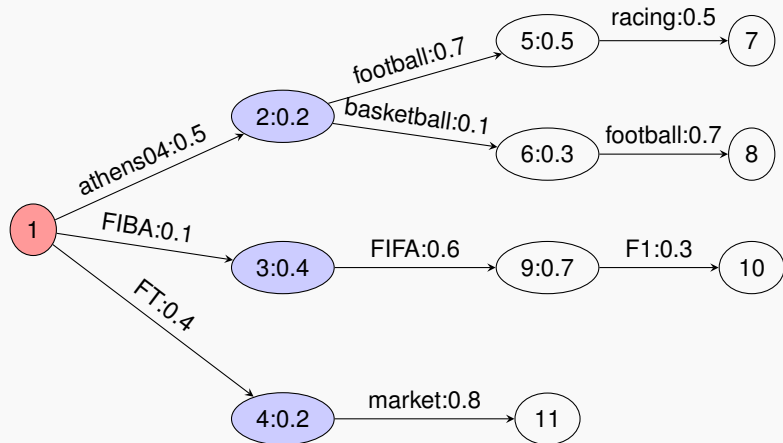 racing:0.5
5:0.5
7
football:0.7
2:0.2
basketball:0.1
football:0.7
athens04:0.5
6:0.3
8
1
FIBA:0.1
FIFA:0.6
F1:0.3
3:0.4
9:0.7
10
FT:0.4
market:0.8
4:0.2
11